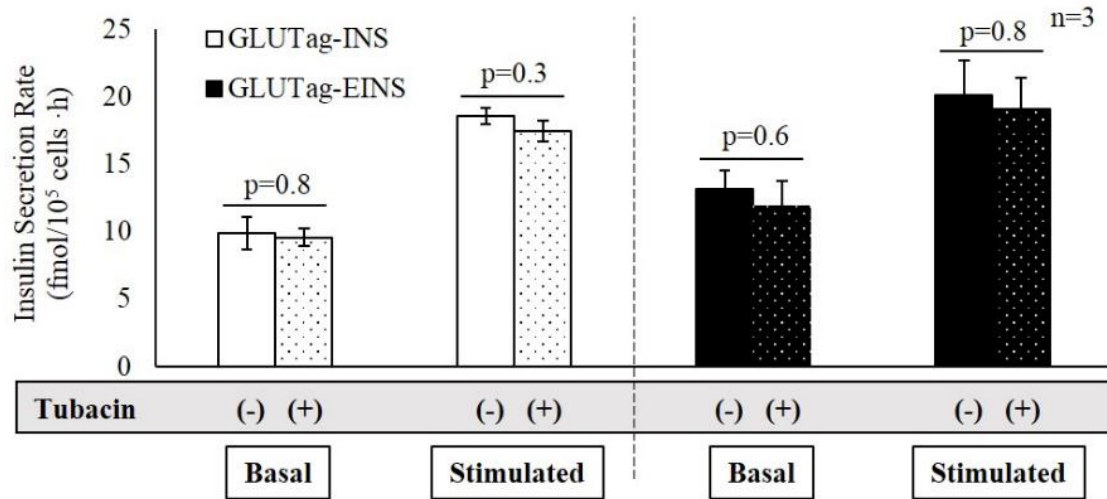 n=3
25
20
15
10
5
0
Insulin Secretion Rate
(fmol/10⁵ cells ·h)
GLUTag-INS
GLUTag-EINS
p=0.8
p=0.3
p=0.6
p=0.8
Tubacin (-) (+) (-) (+) (-) (+) (-) (+)
Basal Stimulated Basal Stimulated